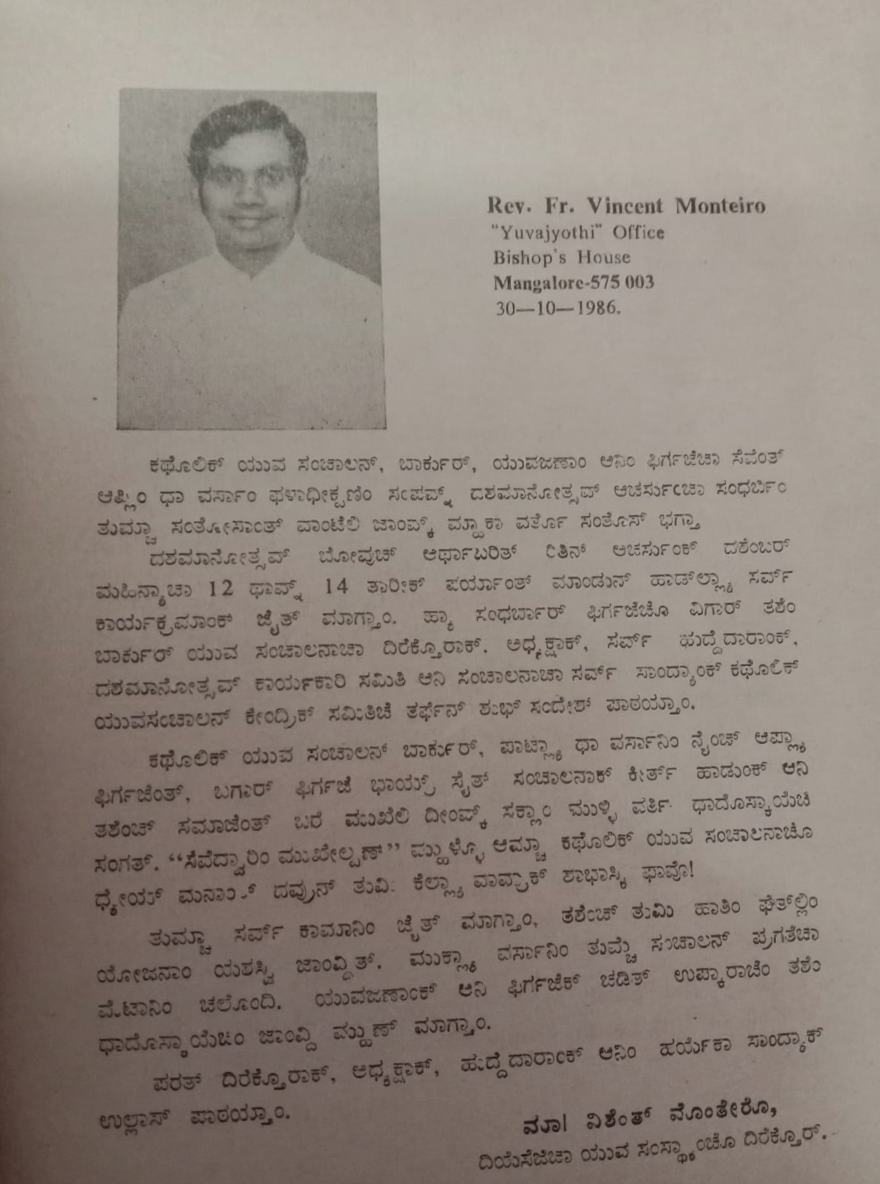 Rev. Fr. Vincent Monteiro
"Yuvajyothi" Office
Bishop's House
Mangalore-575 003
30—10—1986.
ಕಥೊಲಿಕ್ ಯುವ ಸಂಚಾಲನ್, ಬಾರ್ಕುರ್, ಯುವಜಣಾಂ ಆನಿಂ ಫಿರ್ಗಜೆಚಾ ಸೆವೆಂತ್
ಆಪ್ಲಿಂ ಧಾ ವರ್ಸಾಂ ಫಳಾಧೀಕ್ಪಣಿಂ ಸಂಪವ್ನ್ ದಶಮಾನೋತ್ಸವ್ ಆಚರ್ಸುಂಚಾ ಸಂಧರ್ಭಿಂ
ತುಮ್ಚಾ ಸಂತೋಸಾಂತ್ ವಾಂಟೆಲಿ ಜಾಂವ್ಕ್ ಮ್ಹಾಕಾ ವರ್ತೊ ಸಂತೊಸ್ ಭಗ್ತಾ
ದಶಮಾನೋತ್ಸವ್ ಬೋವುಚ್ ಅರ್ಥಾಬರಿತ್ ರಿತಿನ್ ಆಚರ್ಸುಂಕ್ ದಶೆಂಬರ್
ಮಹಿನ್ಯಾಚಾ 12 ಥಾವ್ನ್ 14 ತಾರೀಕ್ ಪರ್ಯಾಂತ್ ಮಾಂಡುನ್ ಹಾಡ್‌ಲ್ಲ್ಯಾ ಸರ್ವ್
ಕಾರ್ಯಕ್ರಮಾಂಕ್ ಜೈತ್ ಮಾಗ್ತಾಂ. ಹ್ಯಾ ಸಂಧರ್ಭಾರ್ ಫಿರ್ಗಜೆಚೊ ವಿಗಾರ್ ತಶೆಂ
ಬಾರ್ಕುರ್ ಯುವ ಸಂಚಾಲನಾಚಾ ದಿರೆಕ್ತೊರಾಕ್, ಅಧ್ಯಕ್ಷಾಕ್, ಸರ್ವ್ ಹುದ್ದೆದಾರಾಂಕ್,
ದಶಮಾನೋತ್ಸವ್ ಕಾರ್ಯಕಾರಿ ಸಮಿತಿ ಆನಿ ಸಂಚಾಲನಾಚಾ ಸರ್ವ್ ಸಾಂದ್ಯಾಂಕ್ ಕಥೊಲಿಕ್
ಯುವಸಂಚಾಲನ್ ಕೇಂದ್ರಿಕ್ ಸಮಿತಿಚೆ ತರ್ಫೆನ್ ಶುಭ್ ಸಂದೇಶ್ ಪಾಠಯ್ತಾಂ.
ಕಥೊಲಿಕ್ ಯುವ ಸಂಚಾಲನ್ ಬಾರ್ಕುರ್, ಪಾಟ್ಲ್ಯಾ ಧಾ ವರ್ಸಾನಿಂ ನೈಂಚ್ ಆಪ್ಲ್ಯಾ
ಫಿರ್ಗಜೆಂತ್, ಬಗಾರ್ ಫಿರ್ಗಜೆ ಭಾಯ್ರ್ ಸೈತ್ ಸಂಚಾಲನಾಕ್ ಕೀರ್ತ್ ಹಾಡುಂಕ್ ಆನಿ
ತಶೆಂಚ್ ಸಮಾಜೆಂತ್ ಬರೆ ಮುಖೆಲಿ ದೀಂವ್ಕ್ ಸಕ್ಲಾಂ ಮುಳ್ಳಿ ವರ್ತಿ ಧಾದೊಸ್ಕಾಯೆಚಿ
ಸಂಗತ್. “ಸೆವೆದ್ವಾರಿಂ ಮುಖೇಲ್ಪಣ್” ಮ್ಹುಳ್ಳೊ ಆಮ್ಚಾ ಕಥೊಲಿಕ್ ಯುವ ಸಂಚಾಲನಾಚೊ
ಧ್ಯೇಯ್ ಮನಾಂತ್ ದವ್ರುನ್ ತುಮಿ ಕೆಲ್ಲ್ಯಾ ವಾವ್ರಾಕ್ ಶಾಭಾಸ್ಕಿ ಫಾವೊ!
ತುಮ್ಚಾ ಸರ್ವ್ ಕಾಮಾನಿಂ ಜೈತ್ ಮಾಗ್ತಾಂ, ತಶೆಂಚ್ ತುಮಿ ಹಾತಿಂ ಘೆತ್‌ಲ್ಲಿಂ
ಯೋಜನಾಂ ಯಶಸ್ವಿ ಜಾಂವ್ದಿತ್. ಮುಕ್ಲ್ಯಾ ವರ್ಸಾನಿಂ ತುಮ್ಚೆ ಸಂಚಾಲನ್ ಪ್ರಗತೆಚಾ
ಮೆಟಾನಿಂ ಚಲೊಂದಿ. ಯುವಜಣಾಂಕ್ ಆನಿ ಫಿರ್ಗಜೆಕ್ ಚಡಿತ್ ಉಪ್ಕಾರಾಚೆಂ ತಶೆಂ
ಧಾದೊಸ್ಕಾಯೆಚೆಂ ಜಾಂವ್ದಿ ಮ್ಹುಣ್ ಮಾಗ್ತಾಂ.
ಪರತ್ ದಿರೆಕ್ತೊರಾಕ್, ಅಧ್ಯಕ್ಷಾಕ್, ಹುದ್ದೆದಾರಾಂಕ್ ಆನಿಂ ಹರ್ಯೆಕಾ ಸಾಂದ್ಯಾಕ್
ಉಲ್ಲಾಸ್ ಪಾಠಯ್ತಾಂ.
ಮಾ| ವಿಶೆಂತ್ ಮೊಂತೇರೊ,
ದಿಯೆಸೆಜಿಚಾ ಯುವ ಸಂಸ್ಥ್ಯಾಂಚೊ ದಿರೆಕ್ತೊರ್.